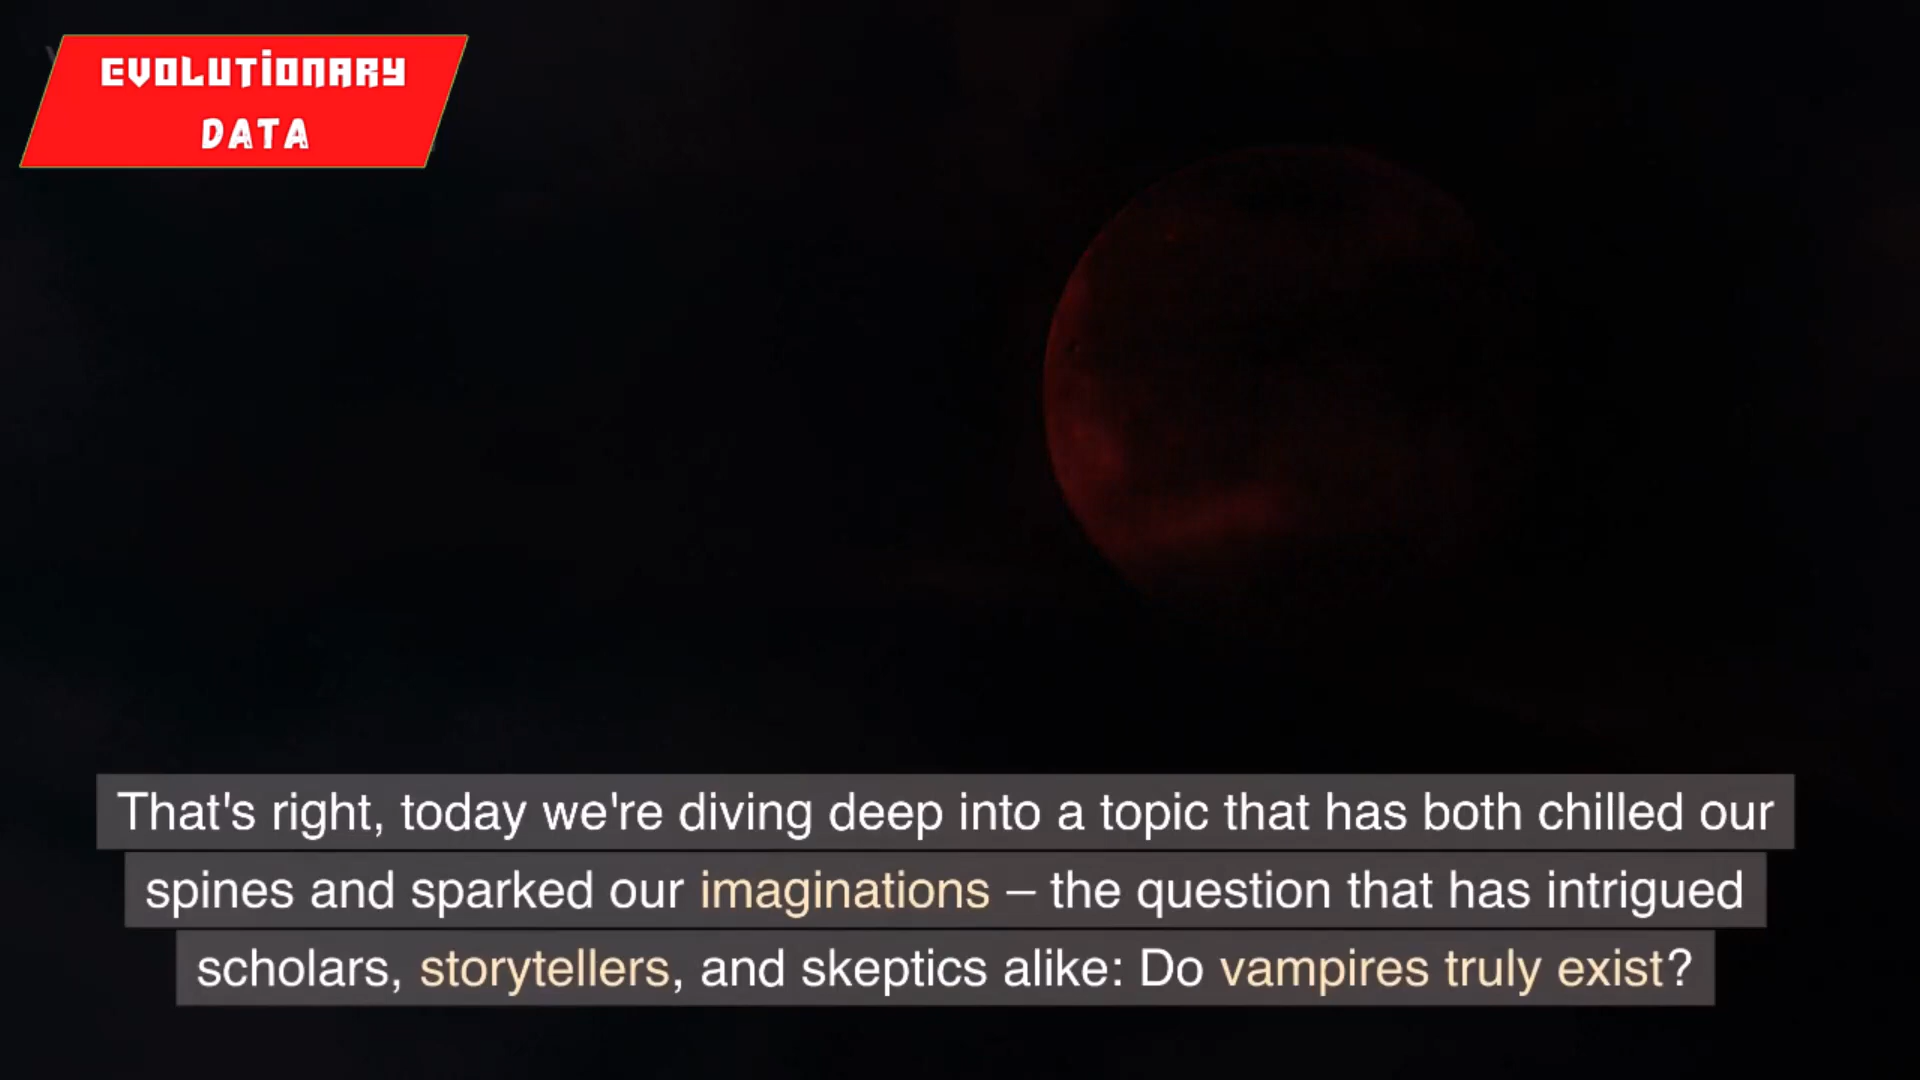 EVOLUTIONARY
DATA
That's right, today we're diving deep into a topic that has both chilled our
spines and sparked our imaginations – the question that has intrigued
scholars, storytellers, and skeptics alike: Do vampires truly exist?